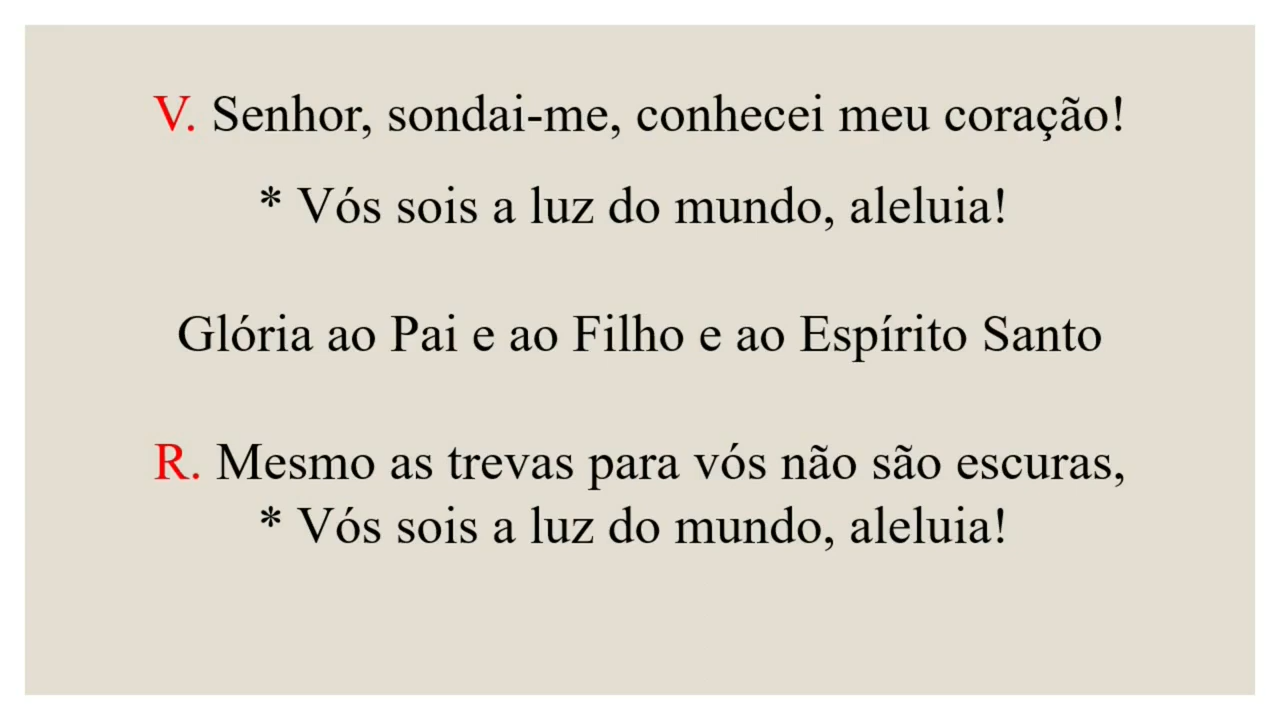 V. Senhor, sondai-me, conhecei meu coração!
* Vós sois a luz do mundo, aleluia!
Glória ao Pai e ao Filho e ao Espírito Santo
R. Mesmo as trevas para vós não são escuras,
* Vós sois a luz do mundo, aleluia!